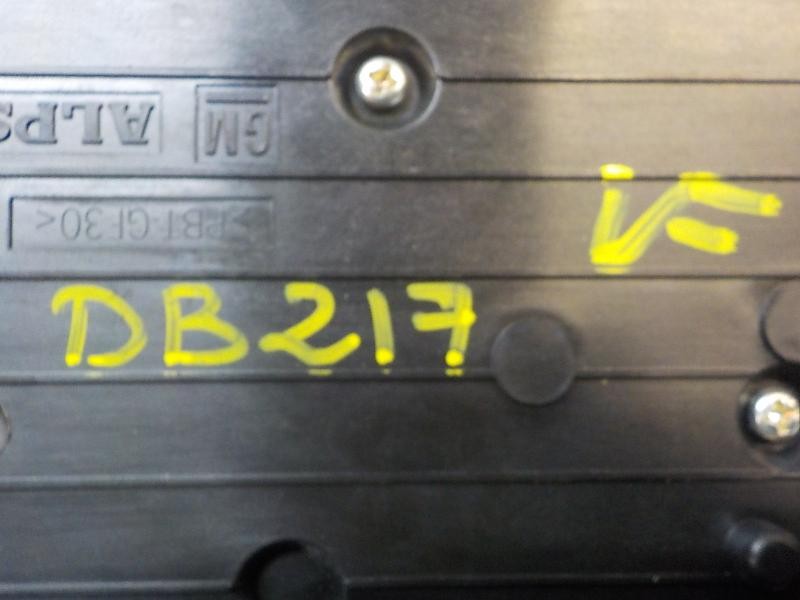 ALPS GM
>PBT-GF30<
VF
DB217